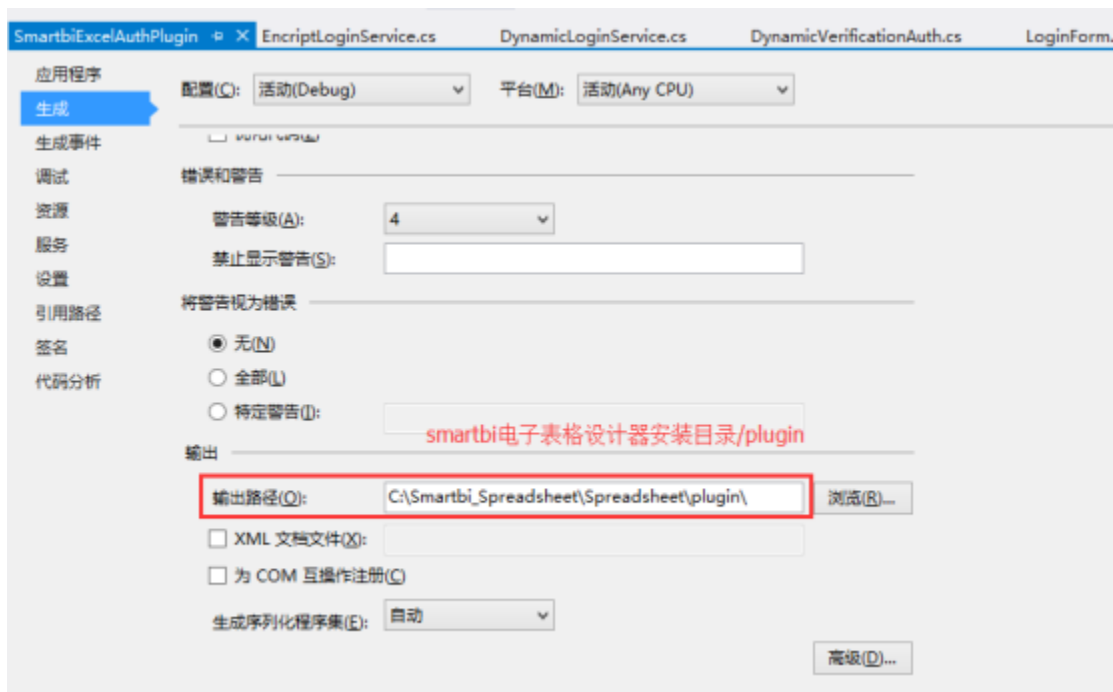 SmartbiExcelAuthPlugin EncriptLoginService.cs DynamicLoginService.cs DynamicVerificationAuth.cs LoginForm.
应用程序
生成
生成事件
调试
资源
服务
设置
引用路径
签名
代码分析
配置(C): 活动(Debug) 平台(M): 活动(Any CPU)
错误和警告
警告等级(A): 4
禁止显示警告(S):
将警告视为错误
无(N)
全部(L)
特定警告(I):
smartbi电子表格设计器安装目录/plugin
输出
输出路径(O): C:\Smartbi_Spreadsheet\Spreadsheet\plugin\ 浏览(R)...
XML 文档文件(X):
为 COM 互操作注册(C)
生成序列化程序集(E): 自动
高级(D)...